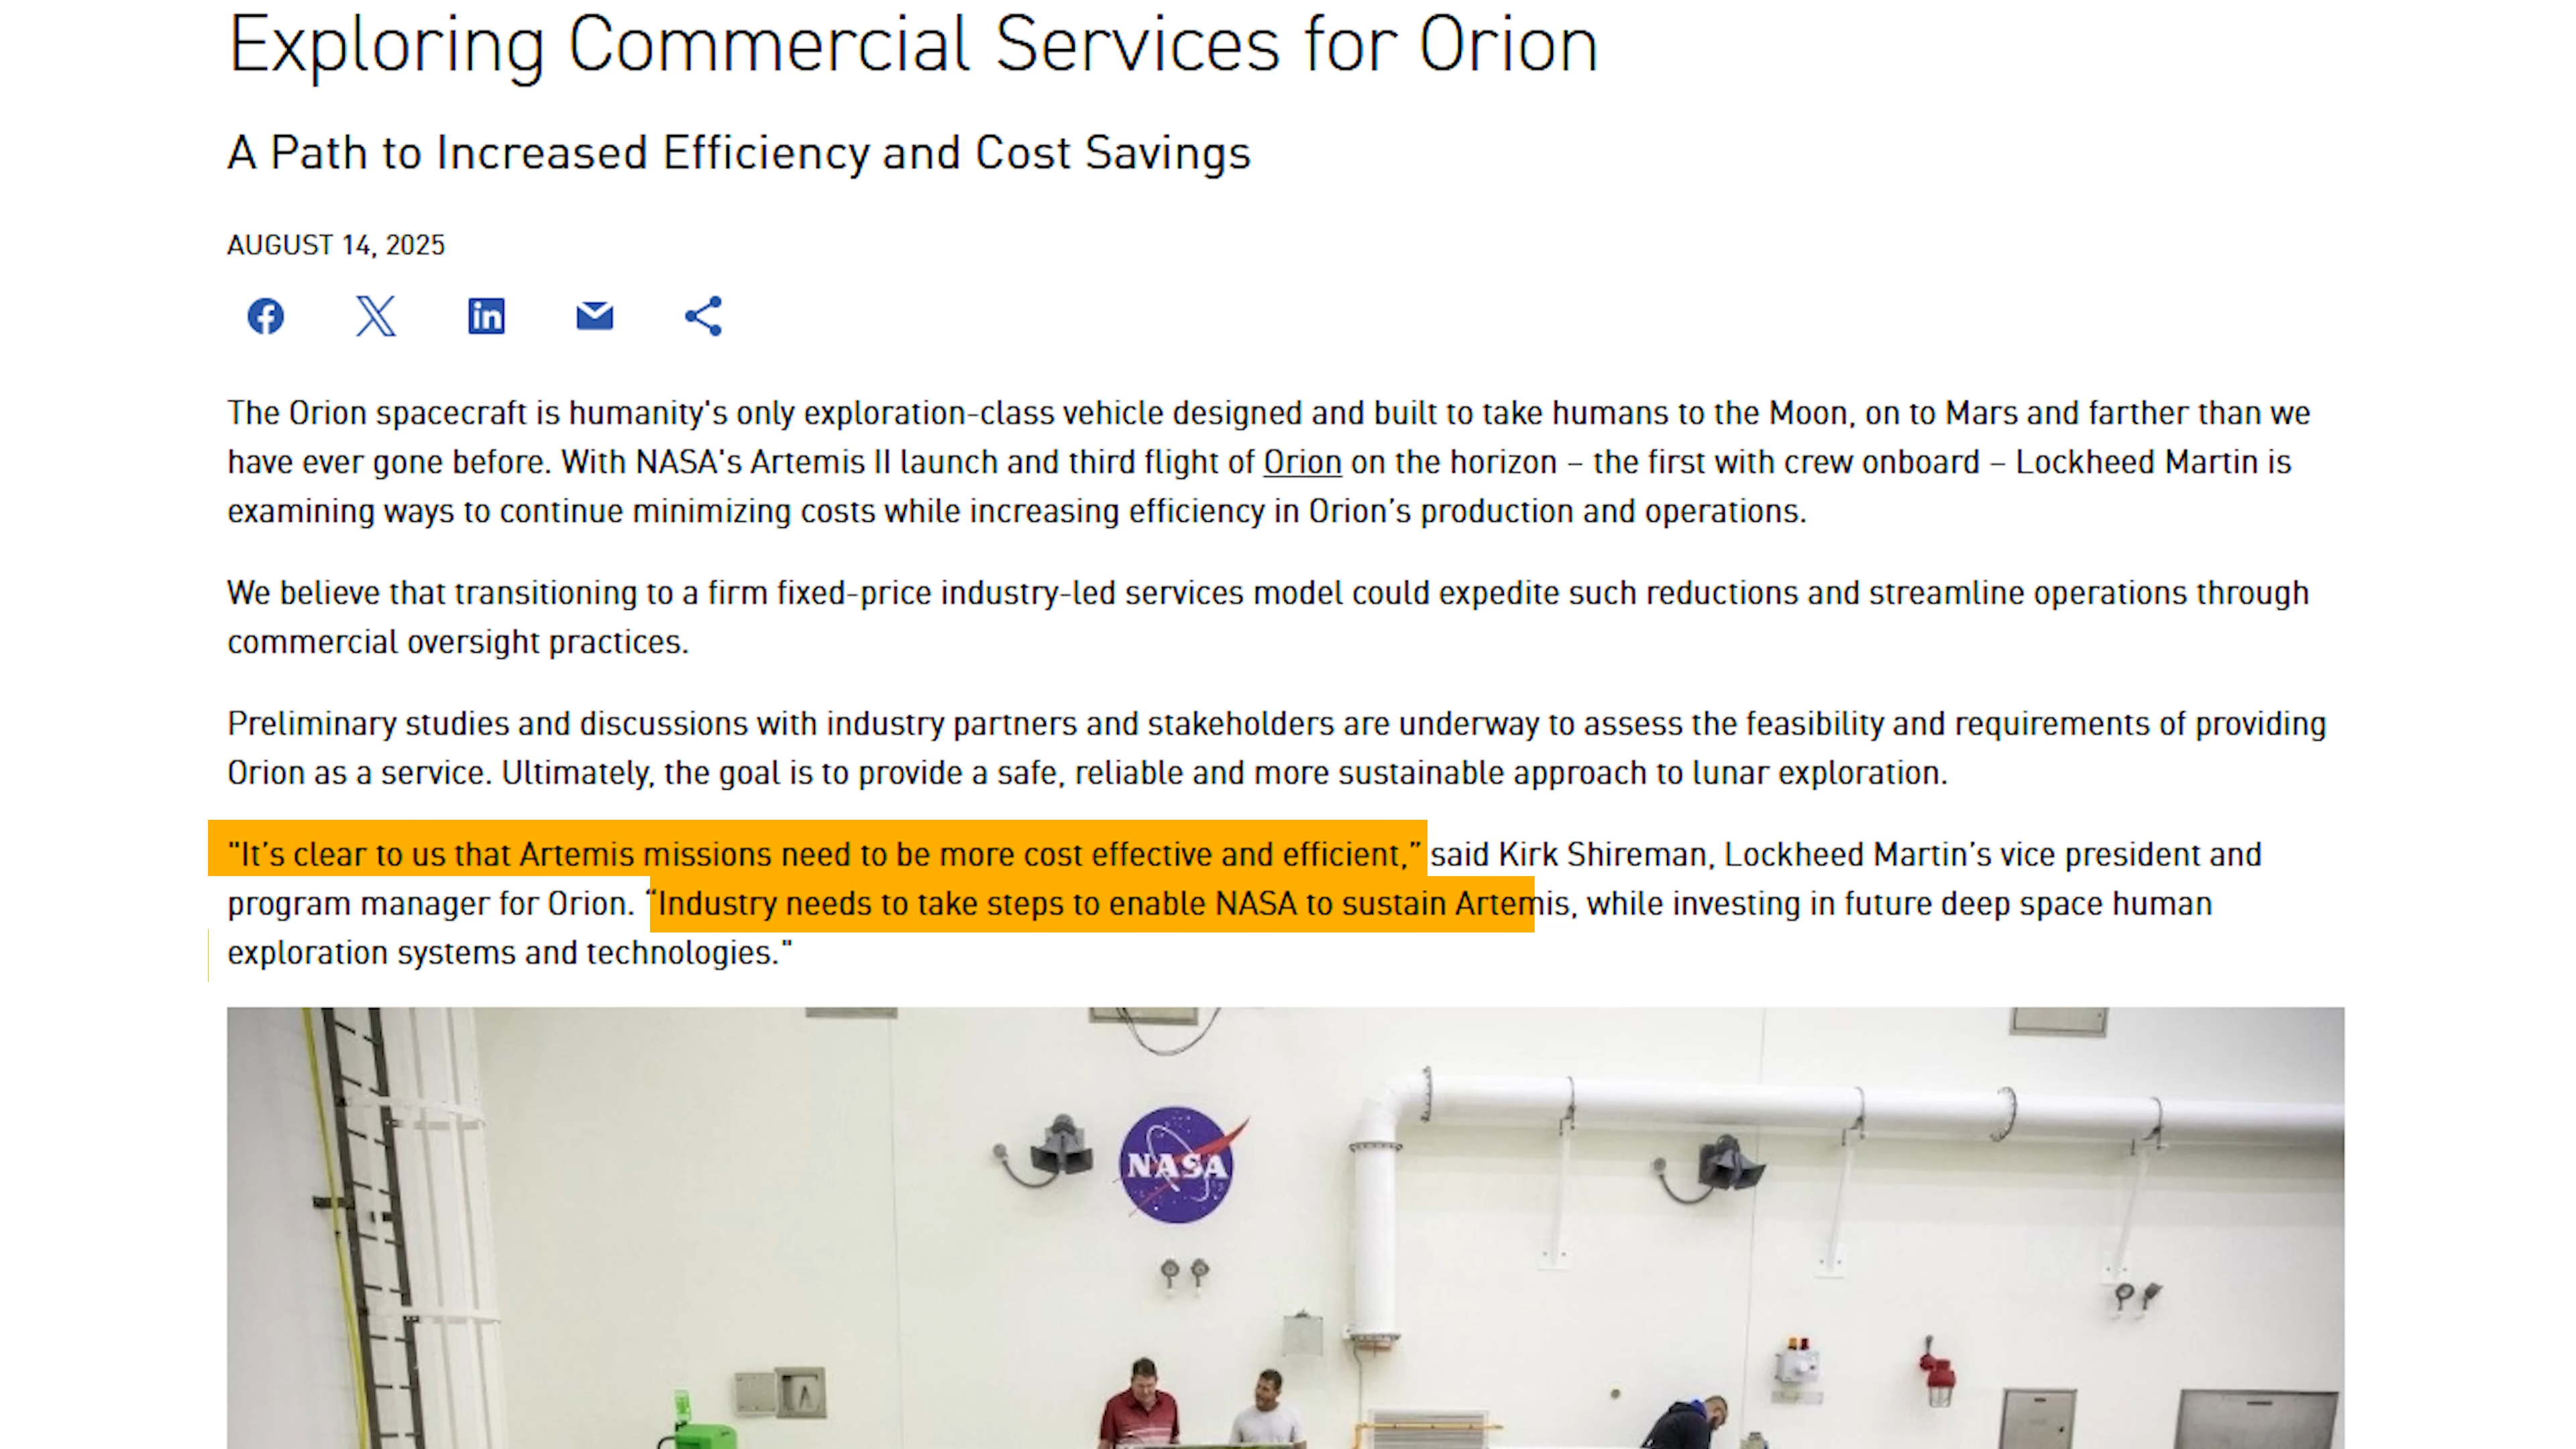 Exploring Commercial Services for Orion
A Path to Increased Efficiency and Cost Savings
AUGUST 14, 2025
The Orion spacecraft is humanity's only exploration-class vehicle designed and built to take humans to the Moon, on to Mars and farther than we
have ever gone before. With NASA's Artemis II launch and third flight of Orion on the horizon – the first with crew onboard – Lockheed Martin is
examining ways to continue minimizing costs while increasing efficiency in Orion’s production and operations.
We believe that transitioning to a firm fixed-price industry-led services model could expedite such reductions and streamline operations through
commercial oversight practices.
Preliminary studies and discussions with industry partners and stakeholders are underway to assess the feasibility and requirements of providing
Orion as a service. Ultimately, the goal is to provide a safe, reliable and more sustainable approach to lunar exploration.
"It’s clear to us that Artemis missions need to be more cost effective and efficient,” said Kirk Shireman, Lockheed Martin’s vice president and
program manager for Orion. “Industry needs to take steps to enable NASA to sustain Artemis, while investing in future deep space human
exploration systems and technologies."
NASA